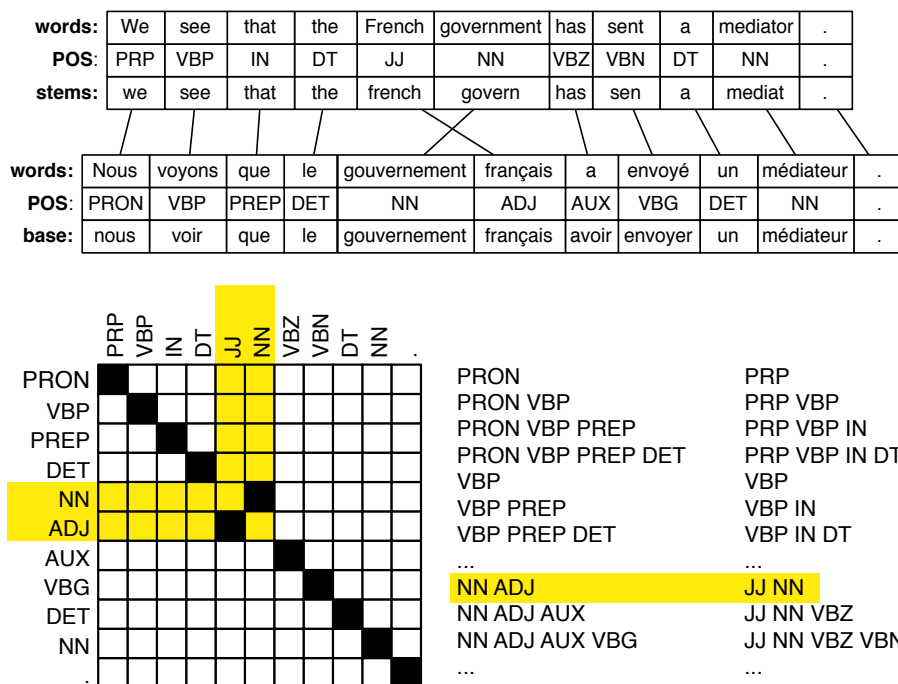 words: We see that the French government has sent a mediator .
POS: PRP VBP IN DT JJ NN VBZ VBN DT NN .
stems: we see that the french govern has sen a mediat .
words: Nous voyons que le gouvernement français a envoyé un médiateur .
POS: PRON VBP PREP DET NN ADJ AUX VBG DET NN .
base: nous voir que le gouvernement français avoir envoyer un médiateur .
PRP VBP IN DT JJ NN VBZ VBN DT NN .
PRON
VBP
PREP
DET
NN
ADJ
AUX
VBG
DET
NN
.
PRON PRP
PRON VBP PRP VBP
PRON VBP PREP PRP VBP IN
PRON VBP PREP DET PRP VBP IN DT
VBP VBP
VBP PREP VBP IN
VBP PREP DET VBP IN DT
... ...
NN ADJ JJ NN
NN ADJ AUX JJ NN VBZ
NN ADJ AUX VBG JJ NN VBZ VBN
... ...